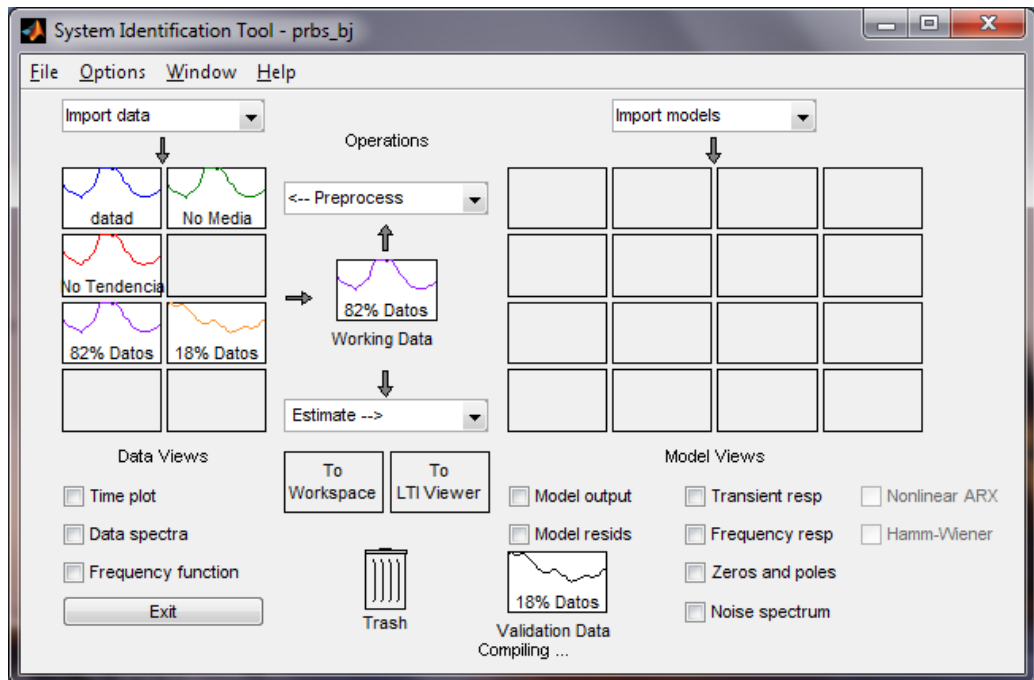 System Identification Tool - prbs_bj
File Options Window Help
Import data
Operations
Import models
<-- Preprocess
datad
No Media
No Tendencia
82% Datos
18% Datos
82% Datos
Working Data
Estimate -->
Data Views
Time plot
Data spectra
Frequency function
Exit
To
Workspace
To
LTI Viewer
Trash
Model Views
Model output
Model resids
Transient resp
Frequency resp
Zeros and poles
Noise spectrum
Nonlinear ARX
Hamm-Wiener
18% Datos
Validation Data
Compiling ...